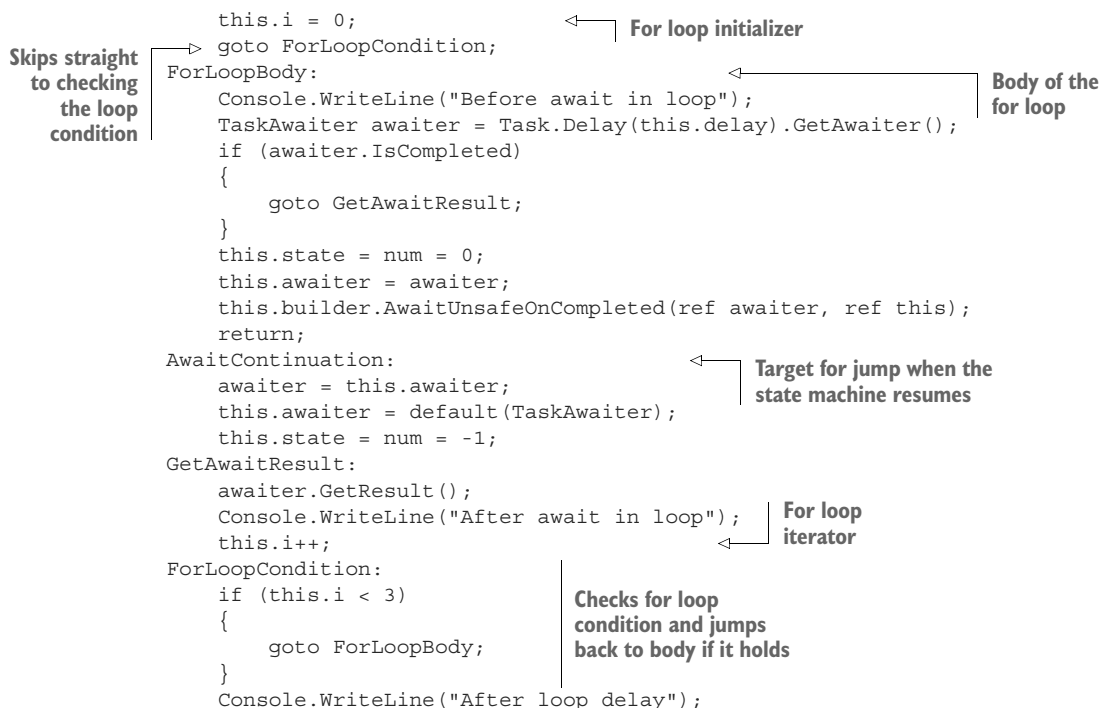 this.i = 0;
For loop initializer
Skips straight
to checking
the loop
condition
goto ForLoopCondition;
ForLoopBody:
Body of the
for loop
Console.WriteLine("Before await in loop");
TaskAwaiter awaiter = Task.Delay(this.delay).GetAwaiter();
if (awaiter.IsCompleted)
{
goto GetAwaitResult;
}
this.state = num = 0;
this.awaiter = awaiter;
this.builder.AwaitUnsafeOnCompleted(ref awaiter, ref this);
return;
AwaitContinuation:
Target for jump when the
state machine resumes
awaiter = this.awaiter;
this.awaiter = default(TaskAwaiter);
this.state = num = -1;
GetAwaitResult:
awaiter.GetResult();
Console.WriteLine("After await in loop");
this.i++;
For loop
iterator
ForLoopCondition:
if (this.i < 3)
{
goto ForLoopBody;
}
Checks for loop
condition and jumps
back to body if it holds
Console.WriteLine("After loop delay");